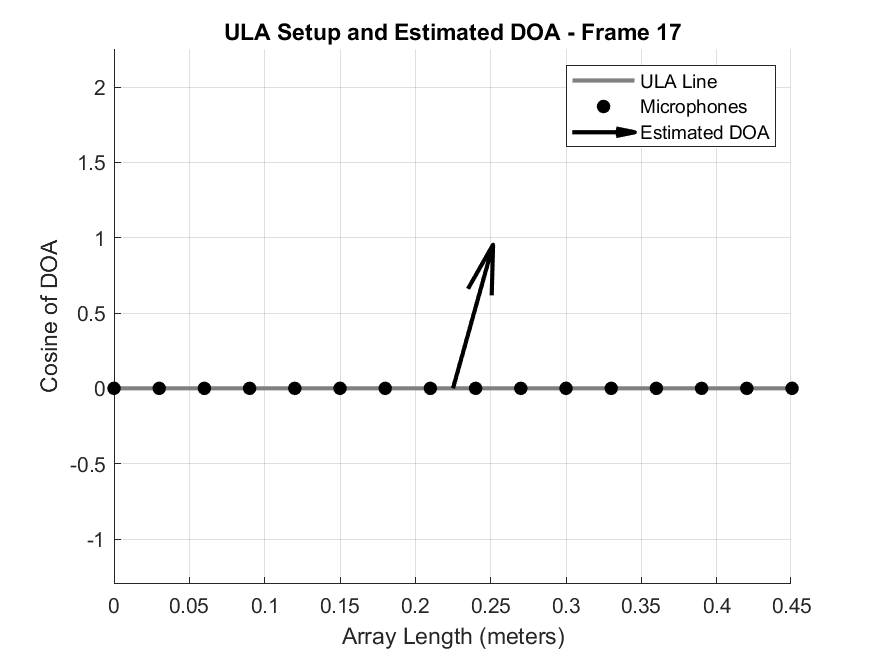 ULA Setup and Estimated DOA - Frame 17
ULA Line
Microphones
Estimated DOA
2
1.5
1
0.5
0
-0.5
-1
Cosine of DOA
0 0.05 0.1 0.15 0.2 0.25 0.3 0.35 0.4 0.45
Array Length (meters)